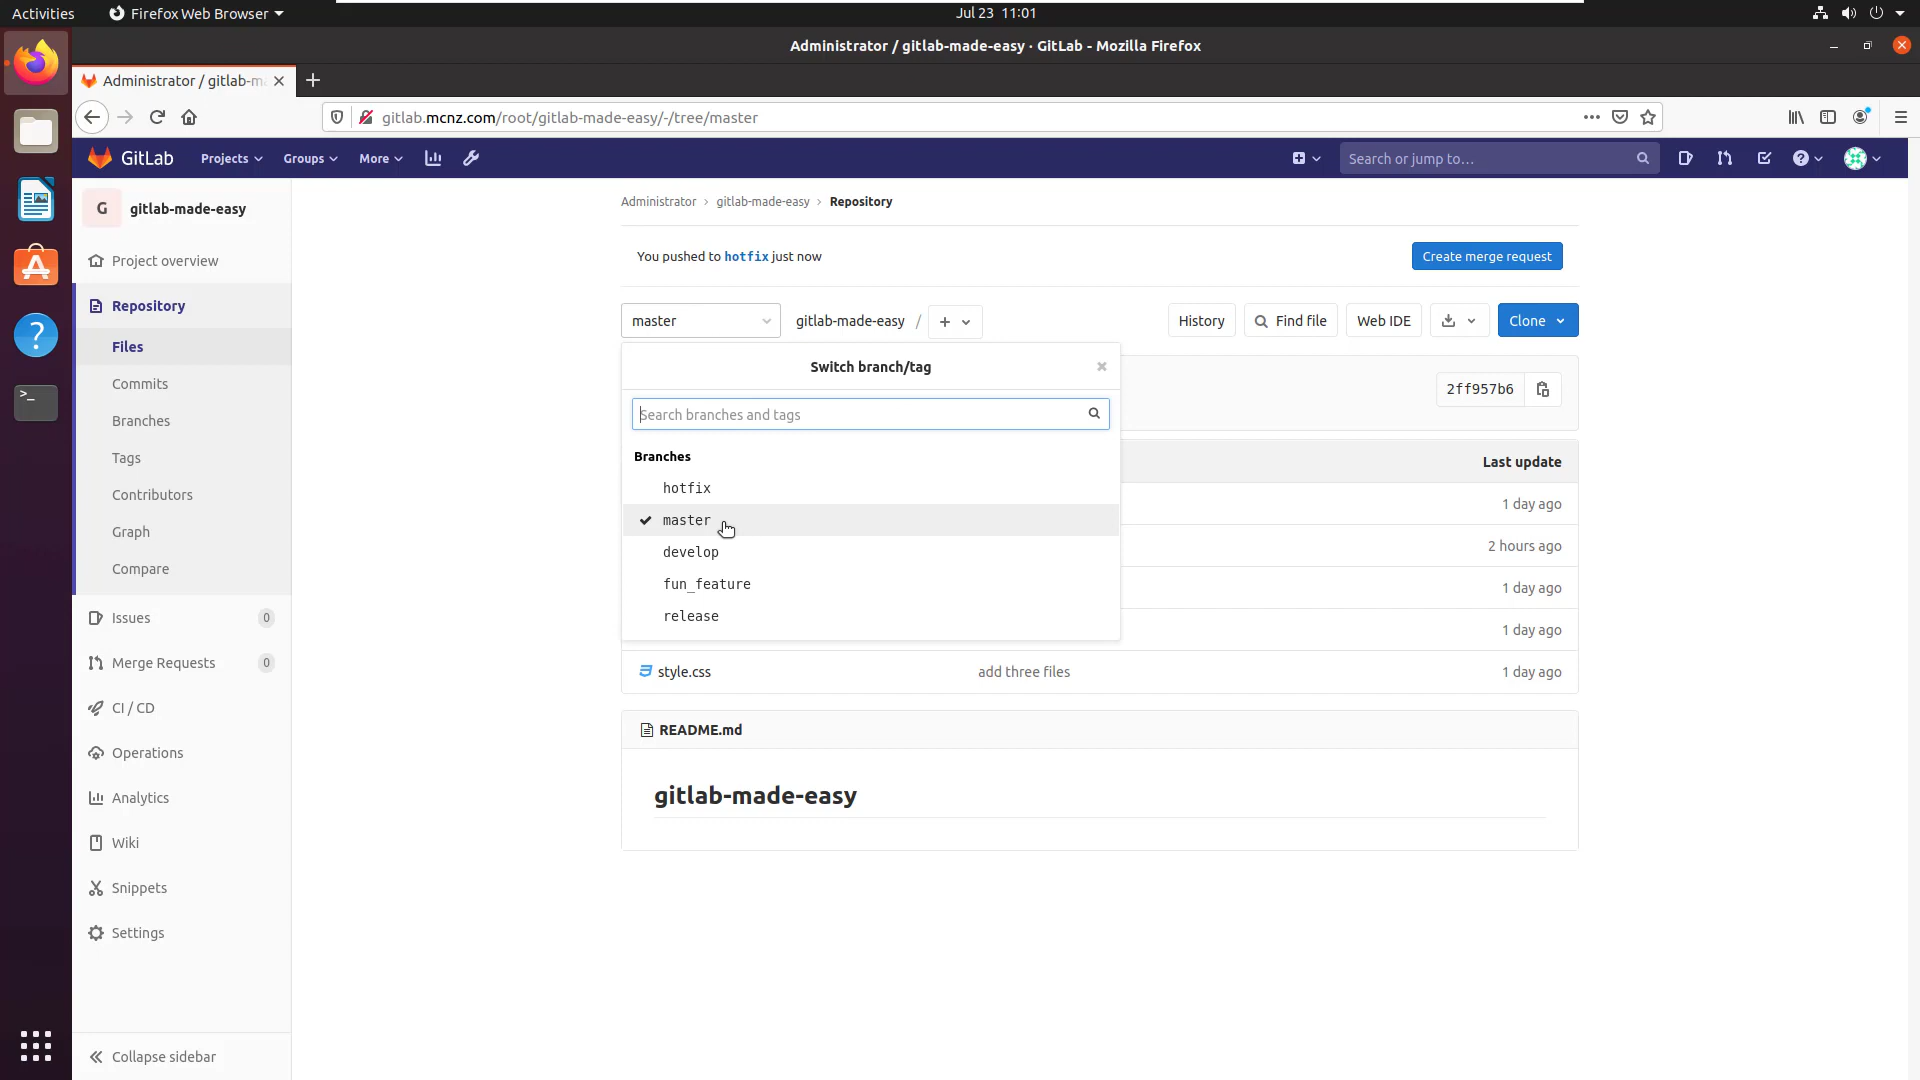 Activities
Firefox Web Browser
Jul 23 11:01
Administrator / gitlab-made-easy · GitLab - Mozilla Firefox
Administrator / gitlab-ma
gitlab.mcnz.com/root/gitlab-made-easy/-/tree/master
GitLab
Projects
Groups
More
Search or jump to…
G
gitlab-made-easy
Project overview
Repository
Files
Commits
Branches
Tags
Contributors
Graph
Compare
Issues 0
Merge Requests 0
CI / CD
Operations
Analytics
Wiki
Snippets
Settings
Collapse sidebar
Administrator › gitlab-made-easy › Repository
You pushed to hotfix just now
Create merge request
master
gitlab-made-easy / +
History
Find file
Web IDE
Clone
Switch branch/tag
Search branches and tags
Branches
hotfix
master
develop
fun_feature
release
2ff957b6
Last update
1 day ago
2 hours ago
1 day ago
1 day ago
style.css add three files 1 day ago
README.md
gitlab-made-easy